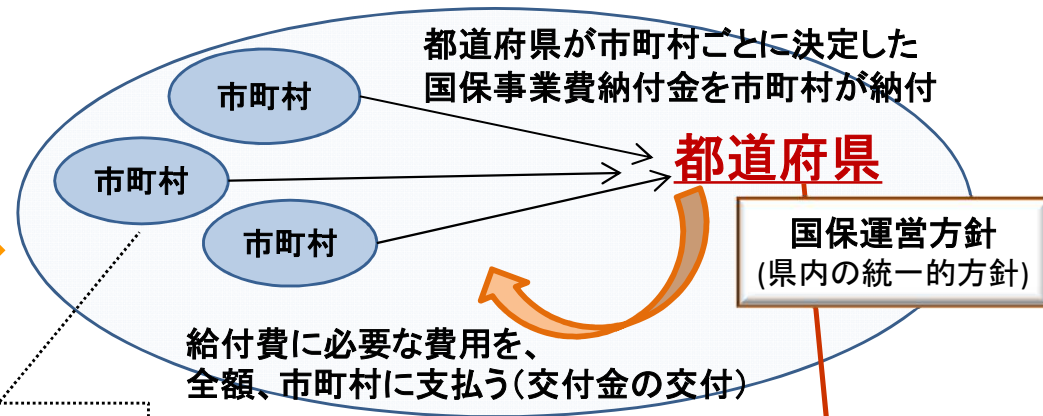 都道府県が市町村ごとに決定した
国保事業費納付金を市町村が納付
市町村
市町村
市町村
都道府県
国保運営方針
(県内の統一的方針)
給付費に必要な費用を、
全額、市町村に支払う(交付金の交付)